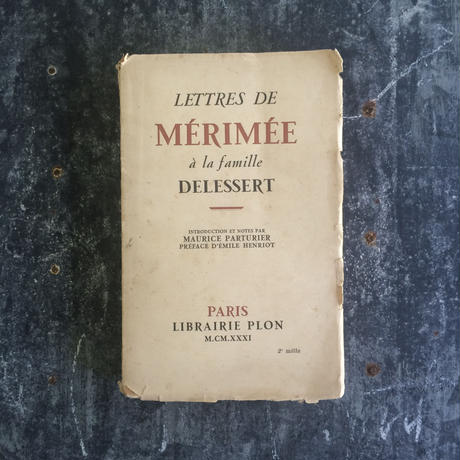 LETTRES DE
MÉRIMÉE
à la famille
DELESSERT
INTRODUCTION ET NOTES PAR
MAURICE PARTURIER
PRÉFACE D'ÉMILE HENRIOT
PARIS
LIBRAIRIE PLON
M.CM.XXXI
2e mille